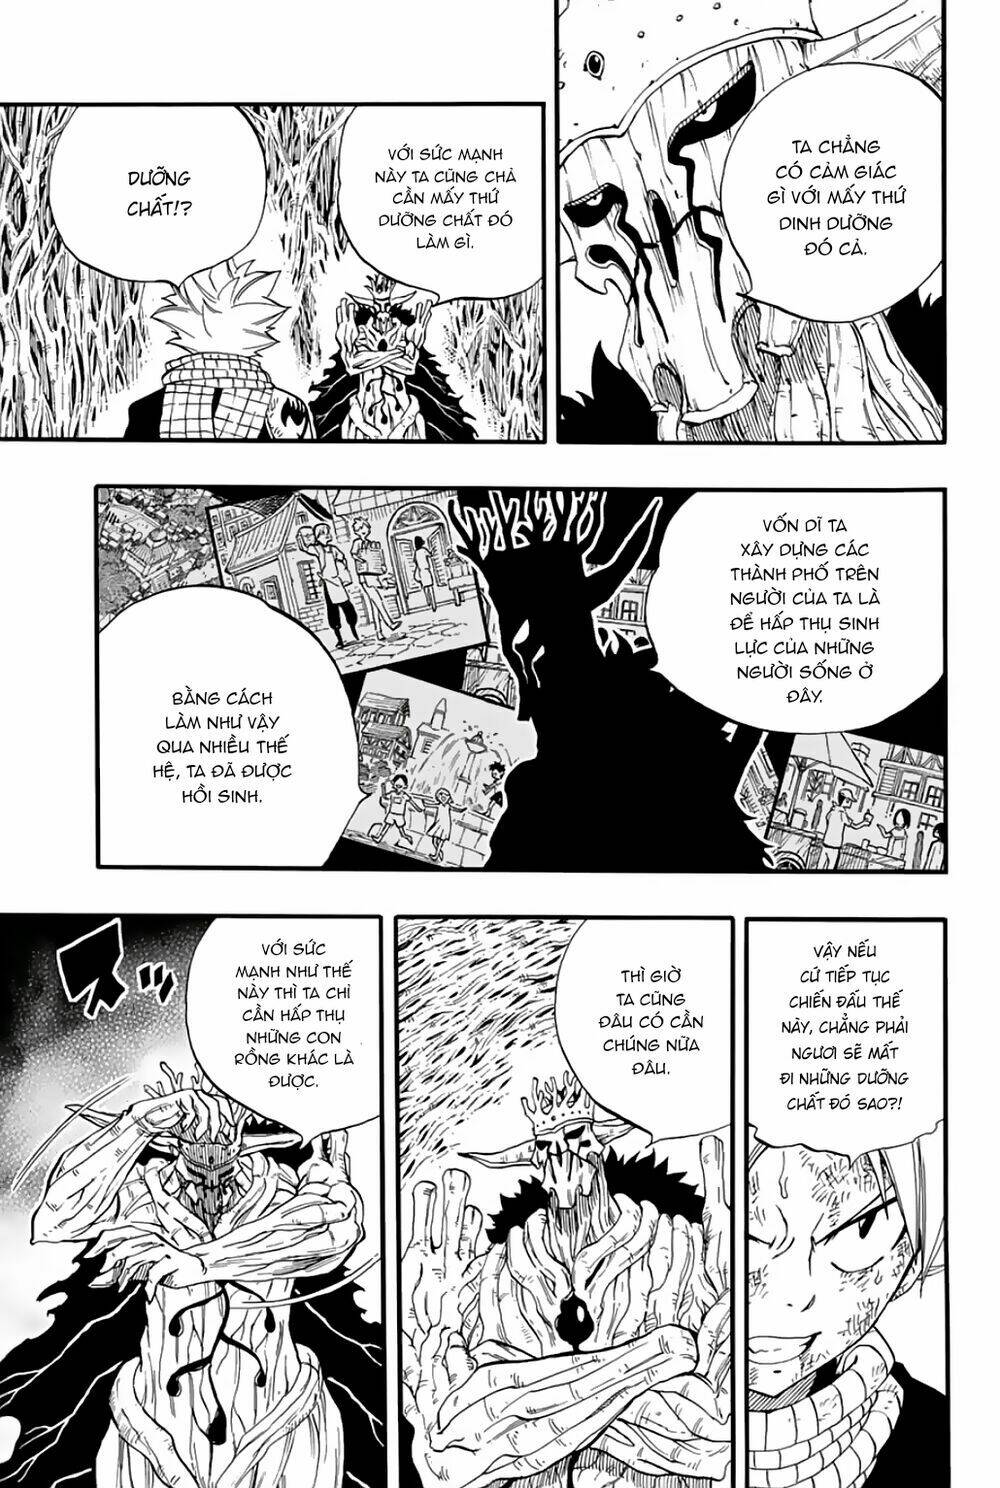 TA CHẲNG
CÓ CẢM GIÁC
GÌ VỚI MẤY THỨ
DINH DƯỠNG
ĐÓ CẢ.
VỚI SỨC MẠNH
NÀY TA CŨNG CHẢ
CẦN MẤY THỨ
DƯỠNG CHẤT ĐÓ
LÀM GÌ.
DƯỠNG
CHẤT!?
VỐN DĨ TA
XÂY DỰNG CÁC
THÀNH PHỐ TRÊN
NGƯỜI CỦA TA LÀ
ĐỂ HẤP THỤ SINH
LỰC CỦA NHỮNG
NGƯỜI SỐNG Ở
ĐÂY.
BẰNG CÁCH
LÀM NHƯ VẬY
QUA NHIỀU THẾ
HỆ, TA ĐÃ ĐƯỢC
HỒI SINH.
VẬY NẾU
CỨ TIẾP TỤC
CHIẾN ĐẤU THẾ
NÀY, CHẲNG PHẢI
NGƯƠI SẼ MẤT
ĐI NHỮNG DƯỠNG
CHẤT ĐÓ SAO?!
THÌ GIỜ
TA CŨNG
ĐÂU CÓ CẦN
CHÚNG NỮA
ĐÂU.
VỚI SỨC
MẠNH NHƯ THẾ
NÀY THÌ TA CHỈ
CẦN HẤP THỤ
NHỮNG CON
RỒNG KHÁC LÀ
ĐƯỢC.
スッ